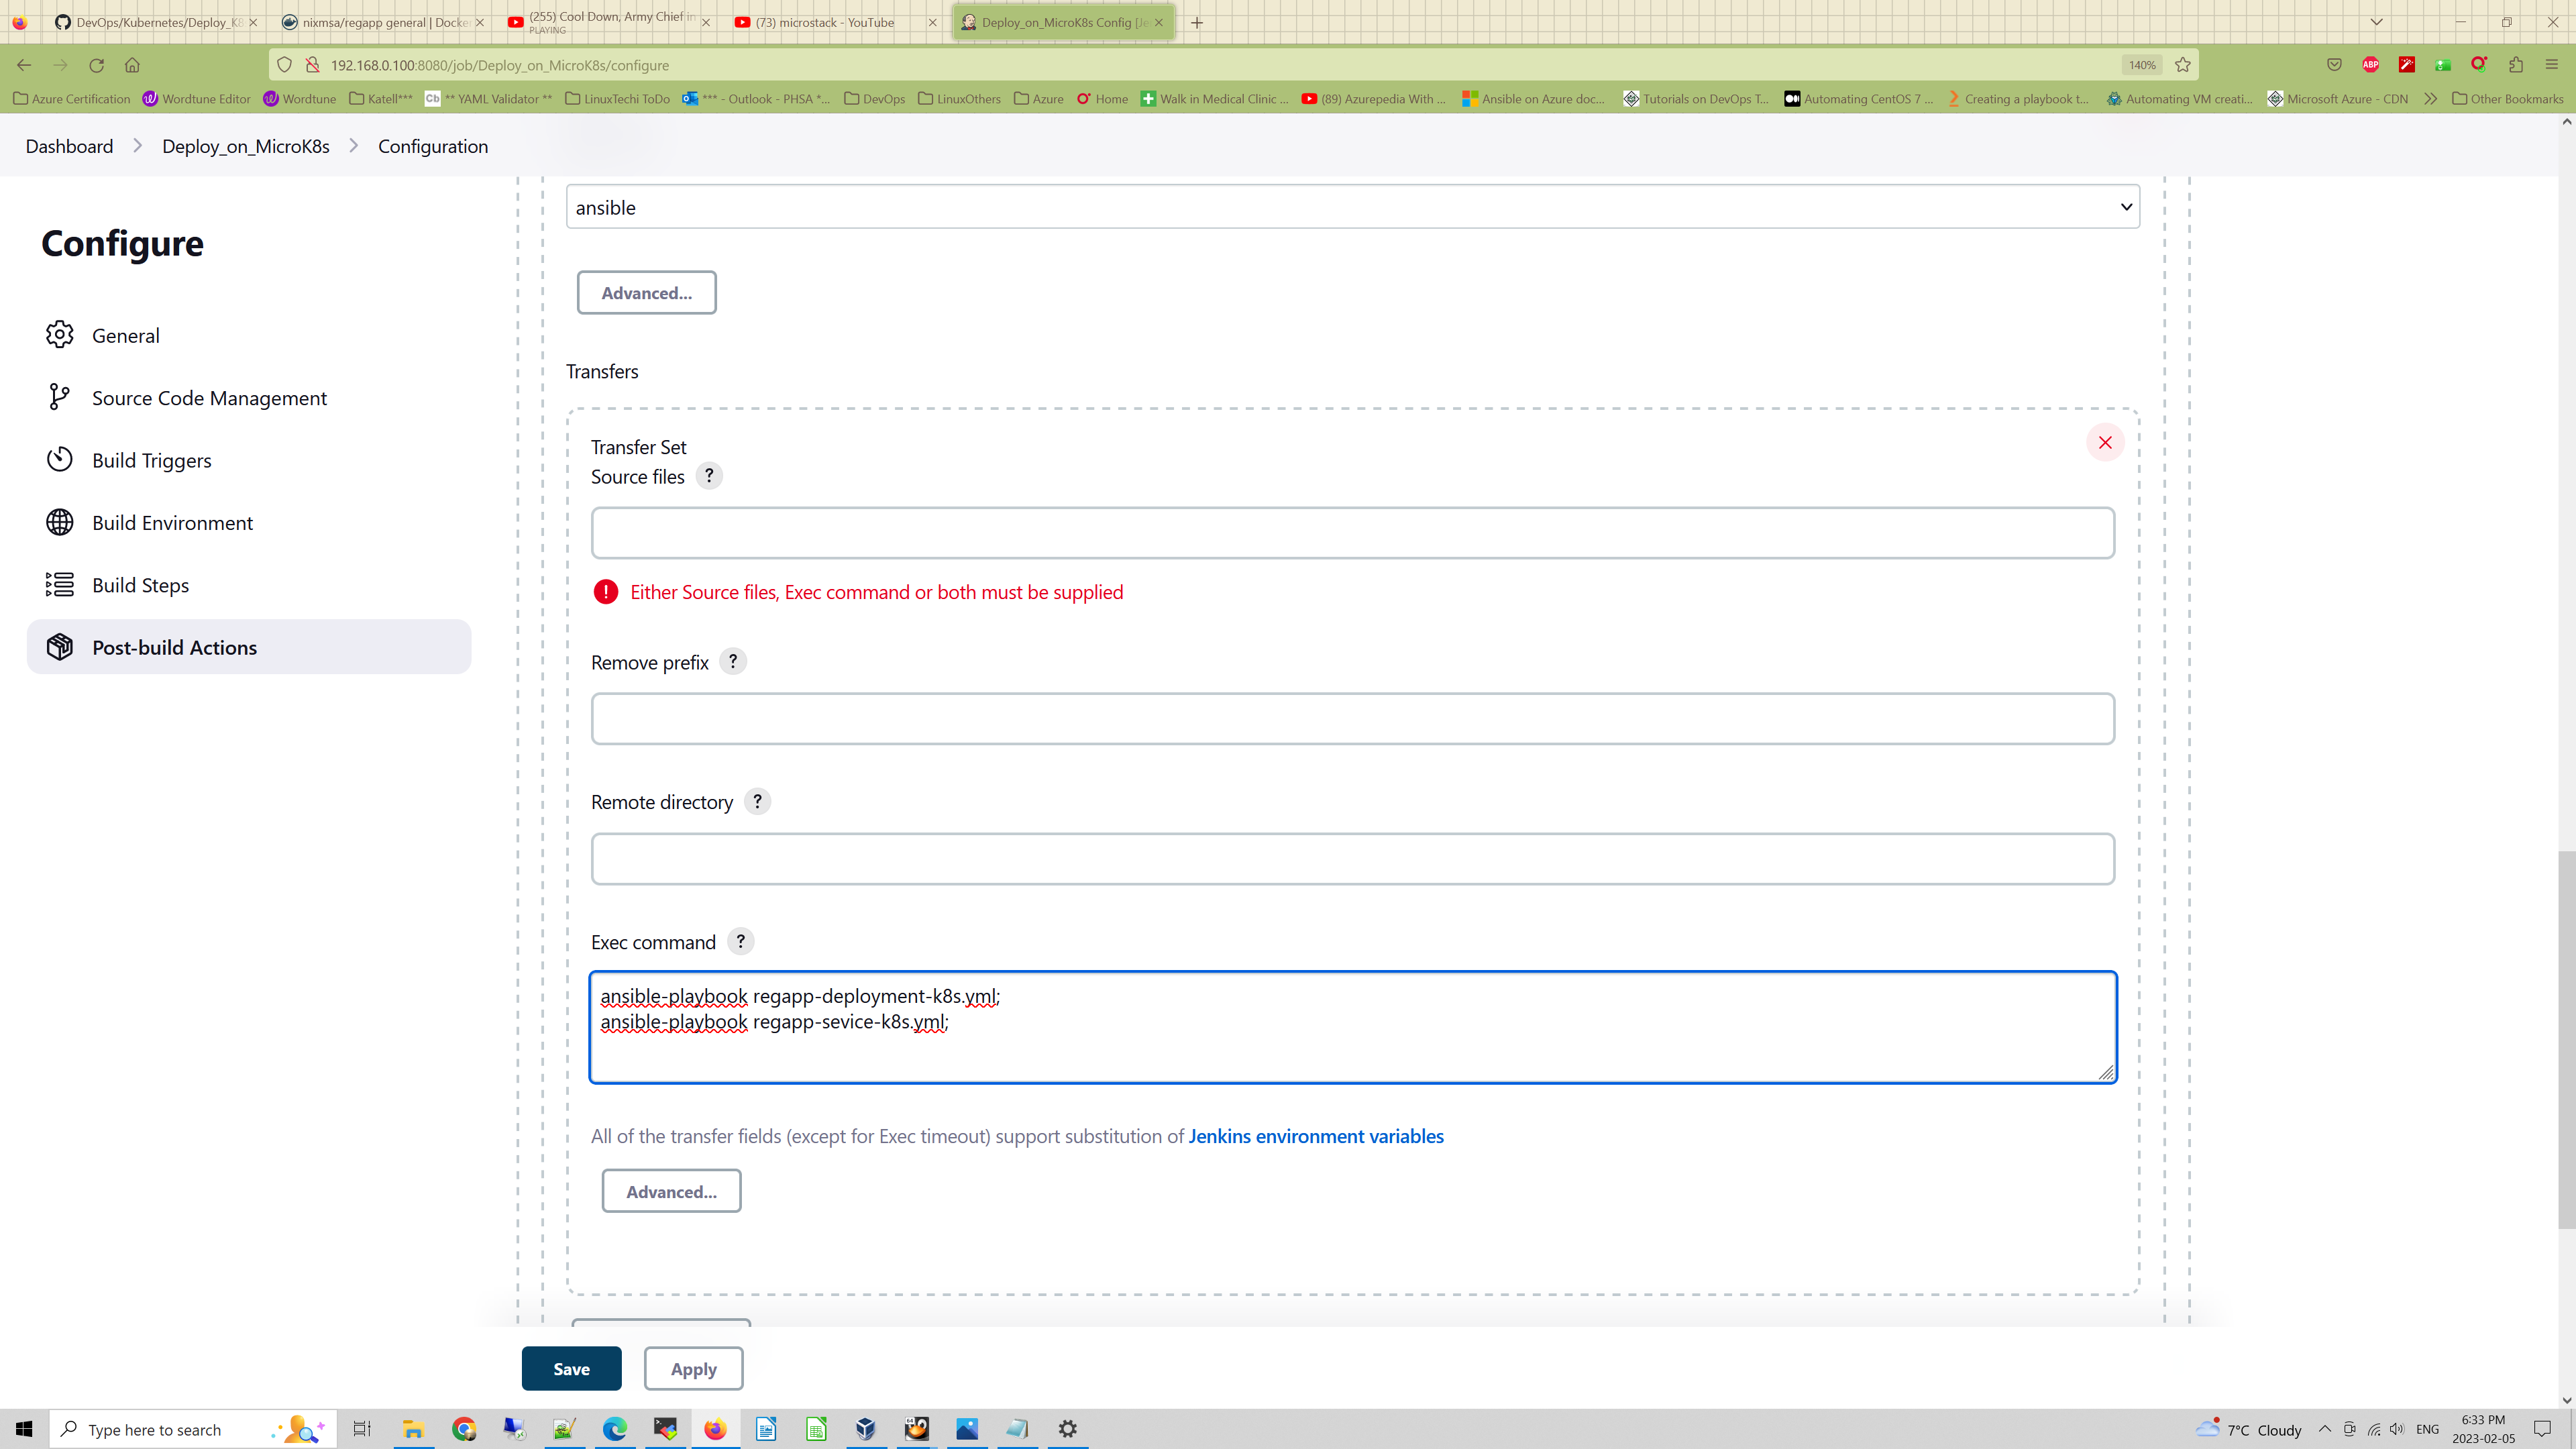 DevOps/Kubernetes/Deploy_K8
nixmsa/regapp general | Docker
(255) Cool Down, Army Chief in
PLAYING
(73) microstack - YouTube
Deploy_on_MicroK8s Config [Je
192.168.0.100:8080/job/Deploy_on_MicroK8s/configure
140%
ABP
Azure Certification
Wordtune Editor
Wordtune
Katell***
Cb
** YAML Validator **
LinuxTechi ToDo
*** - Outlook - PHSA *...
DevOps
LinuxOthers
Azure
Home
Walk in Medical Clinic ...
(89) Azurepedia With ...
Ansible on Azure doc...
Tutorials on DevOps T...
Automating CentOS 7 ...
Creating a playbook t...
Automating VM creati...
Microsoft Azure - CDN
Other Bookmarks
Dashboard
Deploy_on_MicroK8s
Configuration
Configure
General
Source Code Management
Build Triggers
Build Environment
Build Steps
Post-build Actions
ansible
Advanced...
Transfers
Transfer Set
Source files ?
Either Source files, Exec command or both must be supplied
Remove prefix ?
Remote directory ?
Exec command ?
ansible-playbook regapp-deployment-k8s.yml;
ansible-playbook regapp-sevice-k8s.yml;
All of the transfer fields (except for Exec timeout) support substitution of Jenkins environment variables
Advanced...
Save
Apply
Type here to search
7°C Cloudy
ENG
6:33 PM
2023-02-05